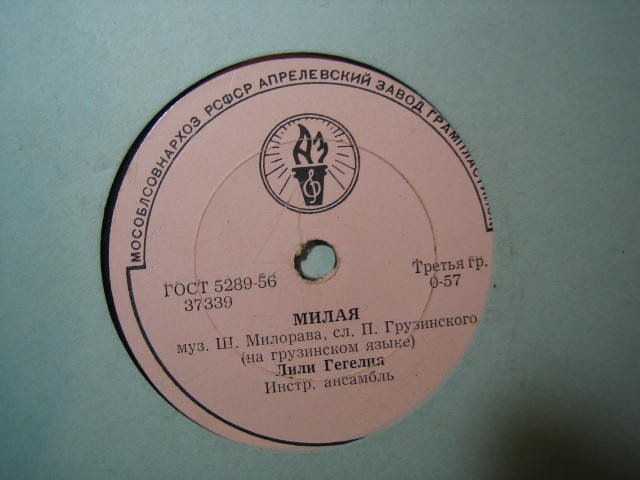 МОСОБЛСОВНАРХОЗ РСФСР АПРЕЛЕВСКИЙ ЗАВОД ГРАМПЛАСТИНОК
АЗ
ГОСТ 5289-56
37339
Третья гр.
0-57
МИЛАЯ
муз. Ш. Милорава, сл. П. Грузинского
(на грузинском языке)
Лили Гегелия
Инстр. ансамбль